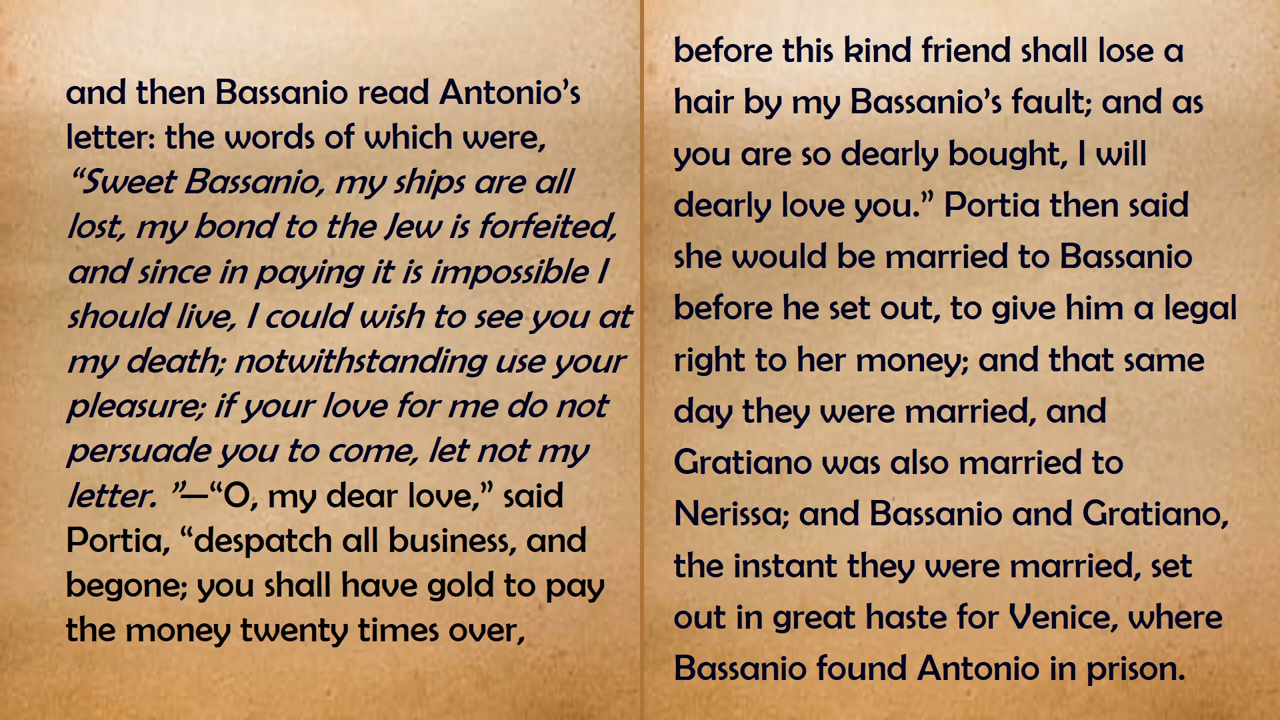 and then Bassanio read Antonio’s
letter: the words of which were,
“Sweet Bassanio, my ships are all
lost, my bond to the Jew is forfeited,
and since in paying it is impossible I
should live, I could wish to see you at
my death; notwithstanding use your
pleasure; if your love for me do not
persuade you to come, let not my
letter. ”—“O, my dear love,” said
Portia, “despatch all business, and
begone; you shall have gold to pay
the money twenty times over,
before this kind friend shall lose a
hair by my Bassanio’s fault; and as
you are so dearly bought, I will
dearly love you.” Portia then said
she would be married to Bassanio
before he set out, to give him a legal
right to her money; and that same
day they were married, and
Gratiano was also married to
Nerissa; and Bassanio and Gratiano,
the instant they were married, set
out in great haste for Venice, where
Bassanio found Antonio in prison.